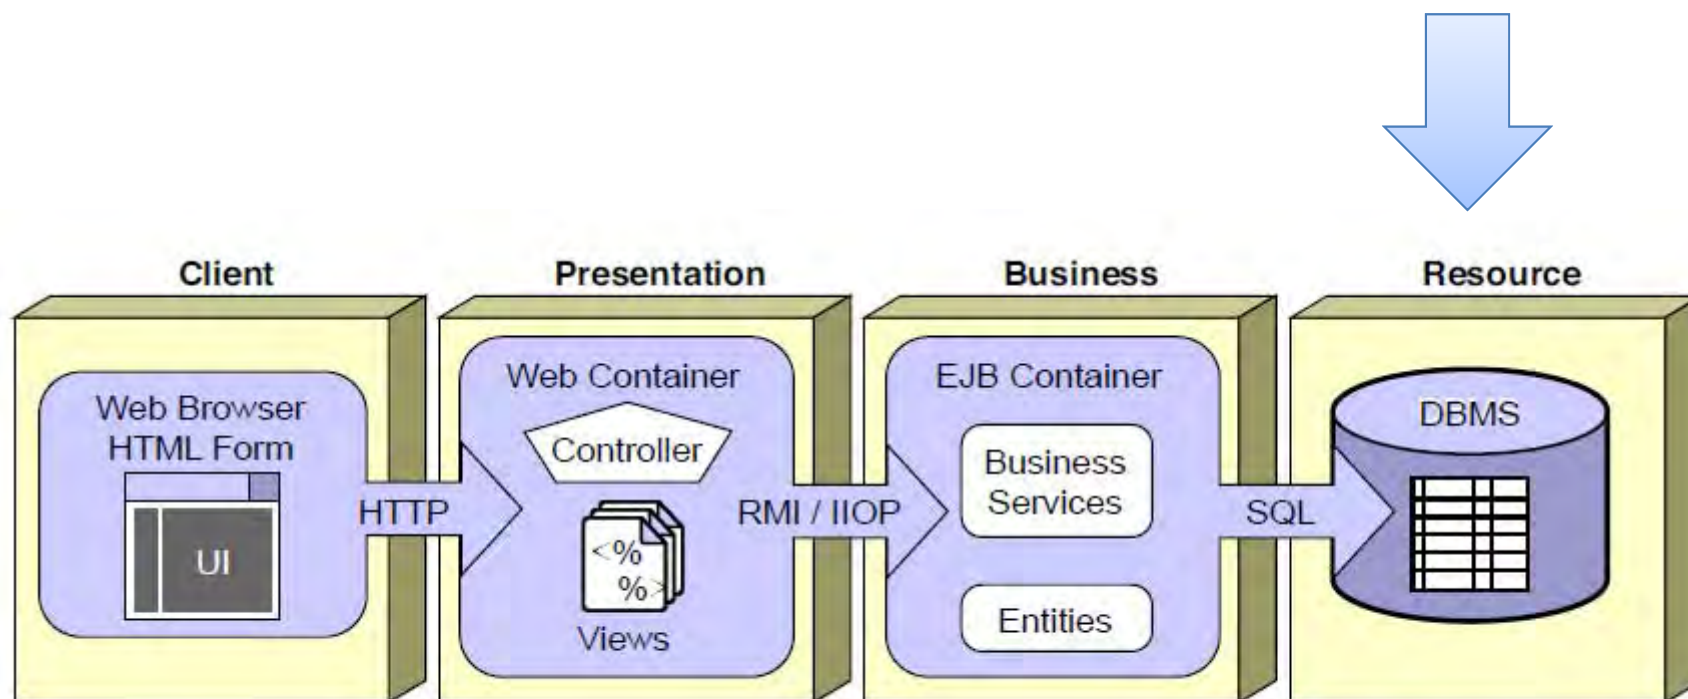 Client
Web Browser
HTML Form
UI
HTTP
Presentation
Web Container
Controller
<%
%>
Views
RMI / IIOP
Business
EJB Container
Business
Services
Entities
SQL
Resource
DBMS